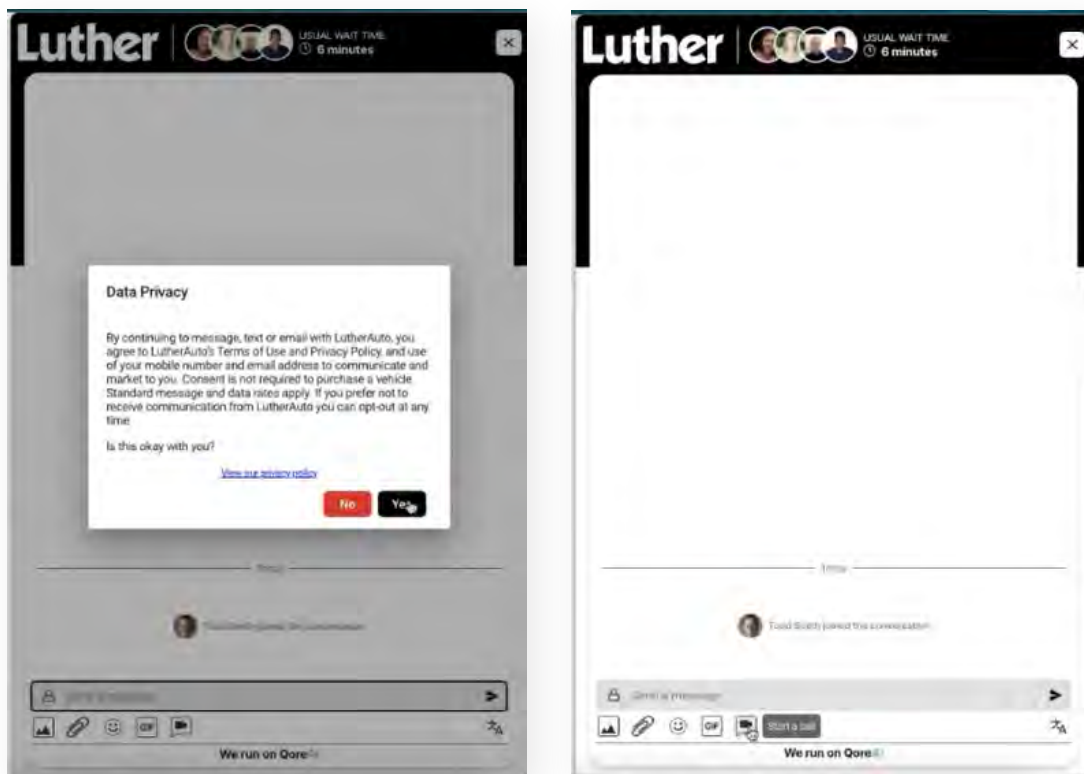 Luther
USUAL WAIT TIME
6 minutes
Data Privacy
By continuing to message, text or email with LutherAuto, you
agree to LutherAuto's Terms of Use and Privacy Policy, and use
of your mobile number and email address to communicate and
market to you. Consent is not required to purchase a vehicle
Standard message and data rates apply. If you prefer not to
receive communication from LutherAuto you can opt-out at any
time
Is this okay with you?
View our privacy policy
No
Yes
Send a message
GIF
We run on Qore
Luther
USUAL WAIT TIME
6 minutes
joined the conversation
Send a message
GIF
Start a call
We run on Qore